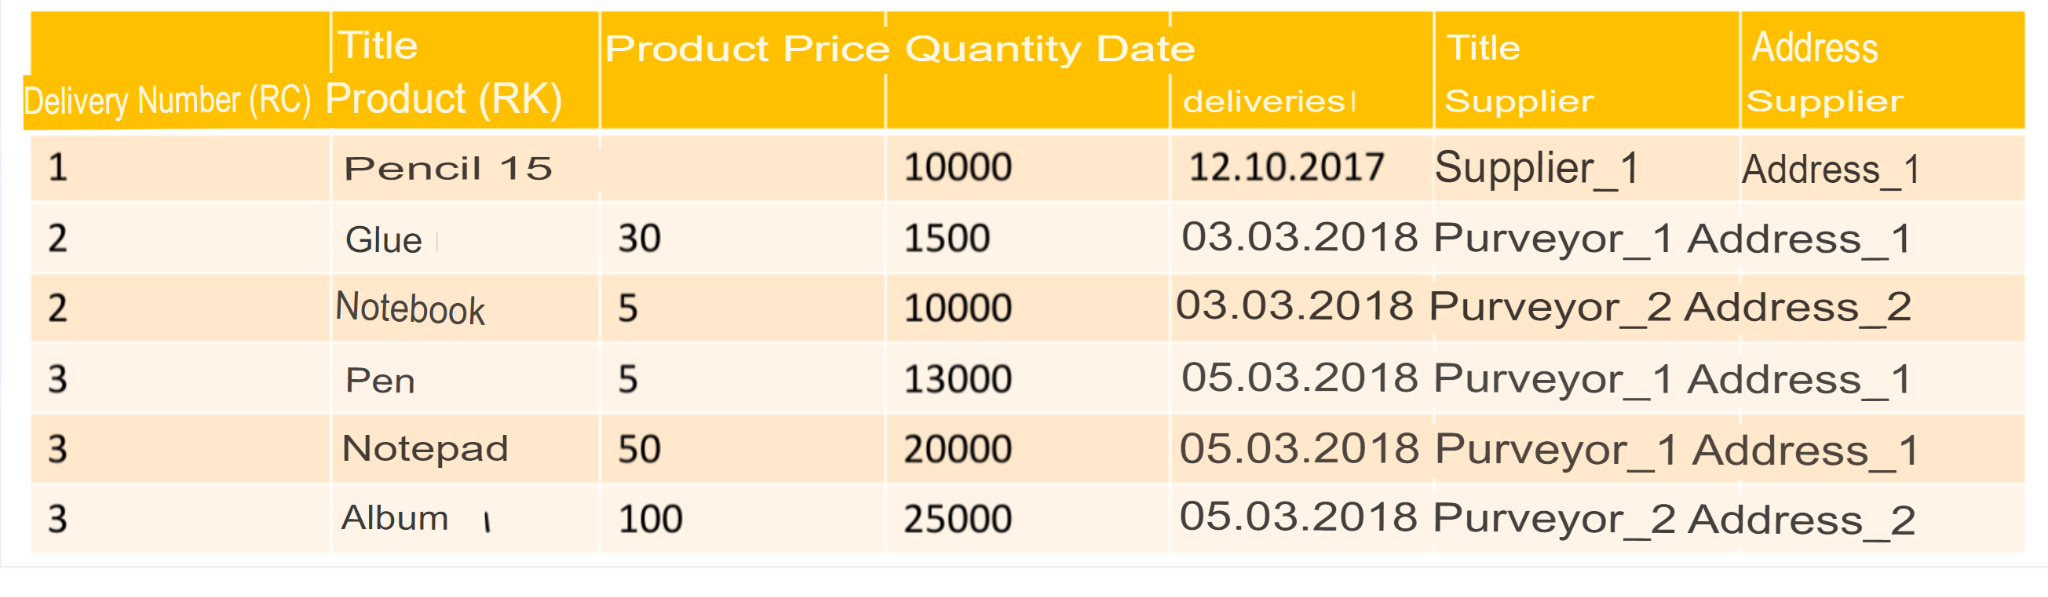 Title Product Price Quantity Date Title Address
Delivery Number (RC) Product (RK) deliveries Supplier Supplier
1 Pencil 15 10000 12.10.2017 Supplier_1 Address_1
2 Glue 30 1500 03.03.2018 Purveyor_1 Address_1
2 Notebook 5 10000 03.03.2018 Purveyor_2 Address_2
3 Pen 5 13000 05.03.2018 Purveyor_1 Address_1
3 Notepad 50 20000 05.03.2018 Purveyor_1 Address_1
3 Album 100 25000 05.03.2018 Purveyor_2 Address_2